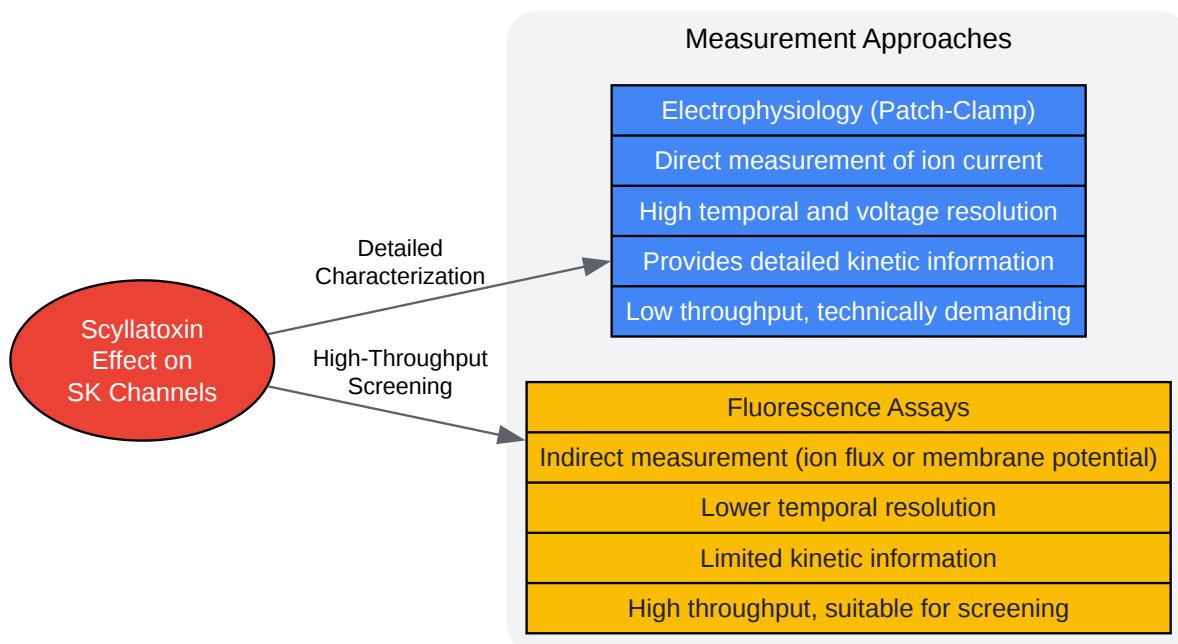 Measurement Approaches
Electrophysiology (Patch-Clamp)
Direct measurement of ion current
High temporal and voltage resolution
Provides detailed kinetic information
Low throughput, technically demanding
Detailed
Characterization
Scyllatoxin
Effect on
SK Channels
High-Throughput
Screening
Fluorescence Assays
Indirect measurement (ion flux or membrane potential)
Lower temporal resolution
Limited kinetic information
High throughput, suitable for screening